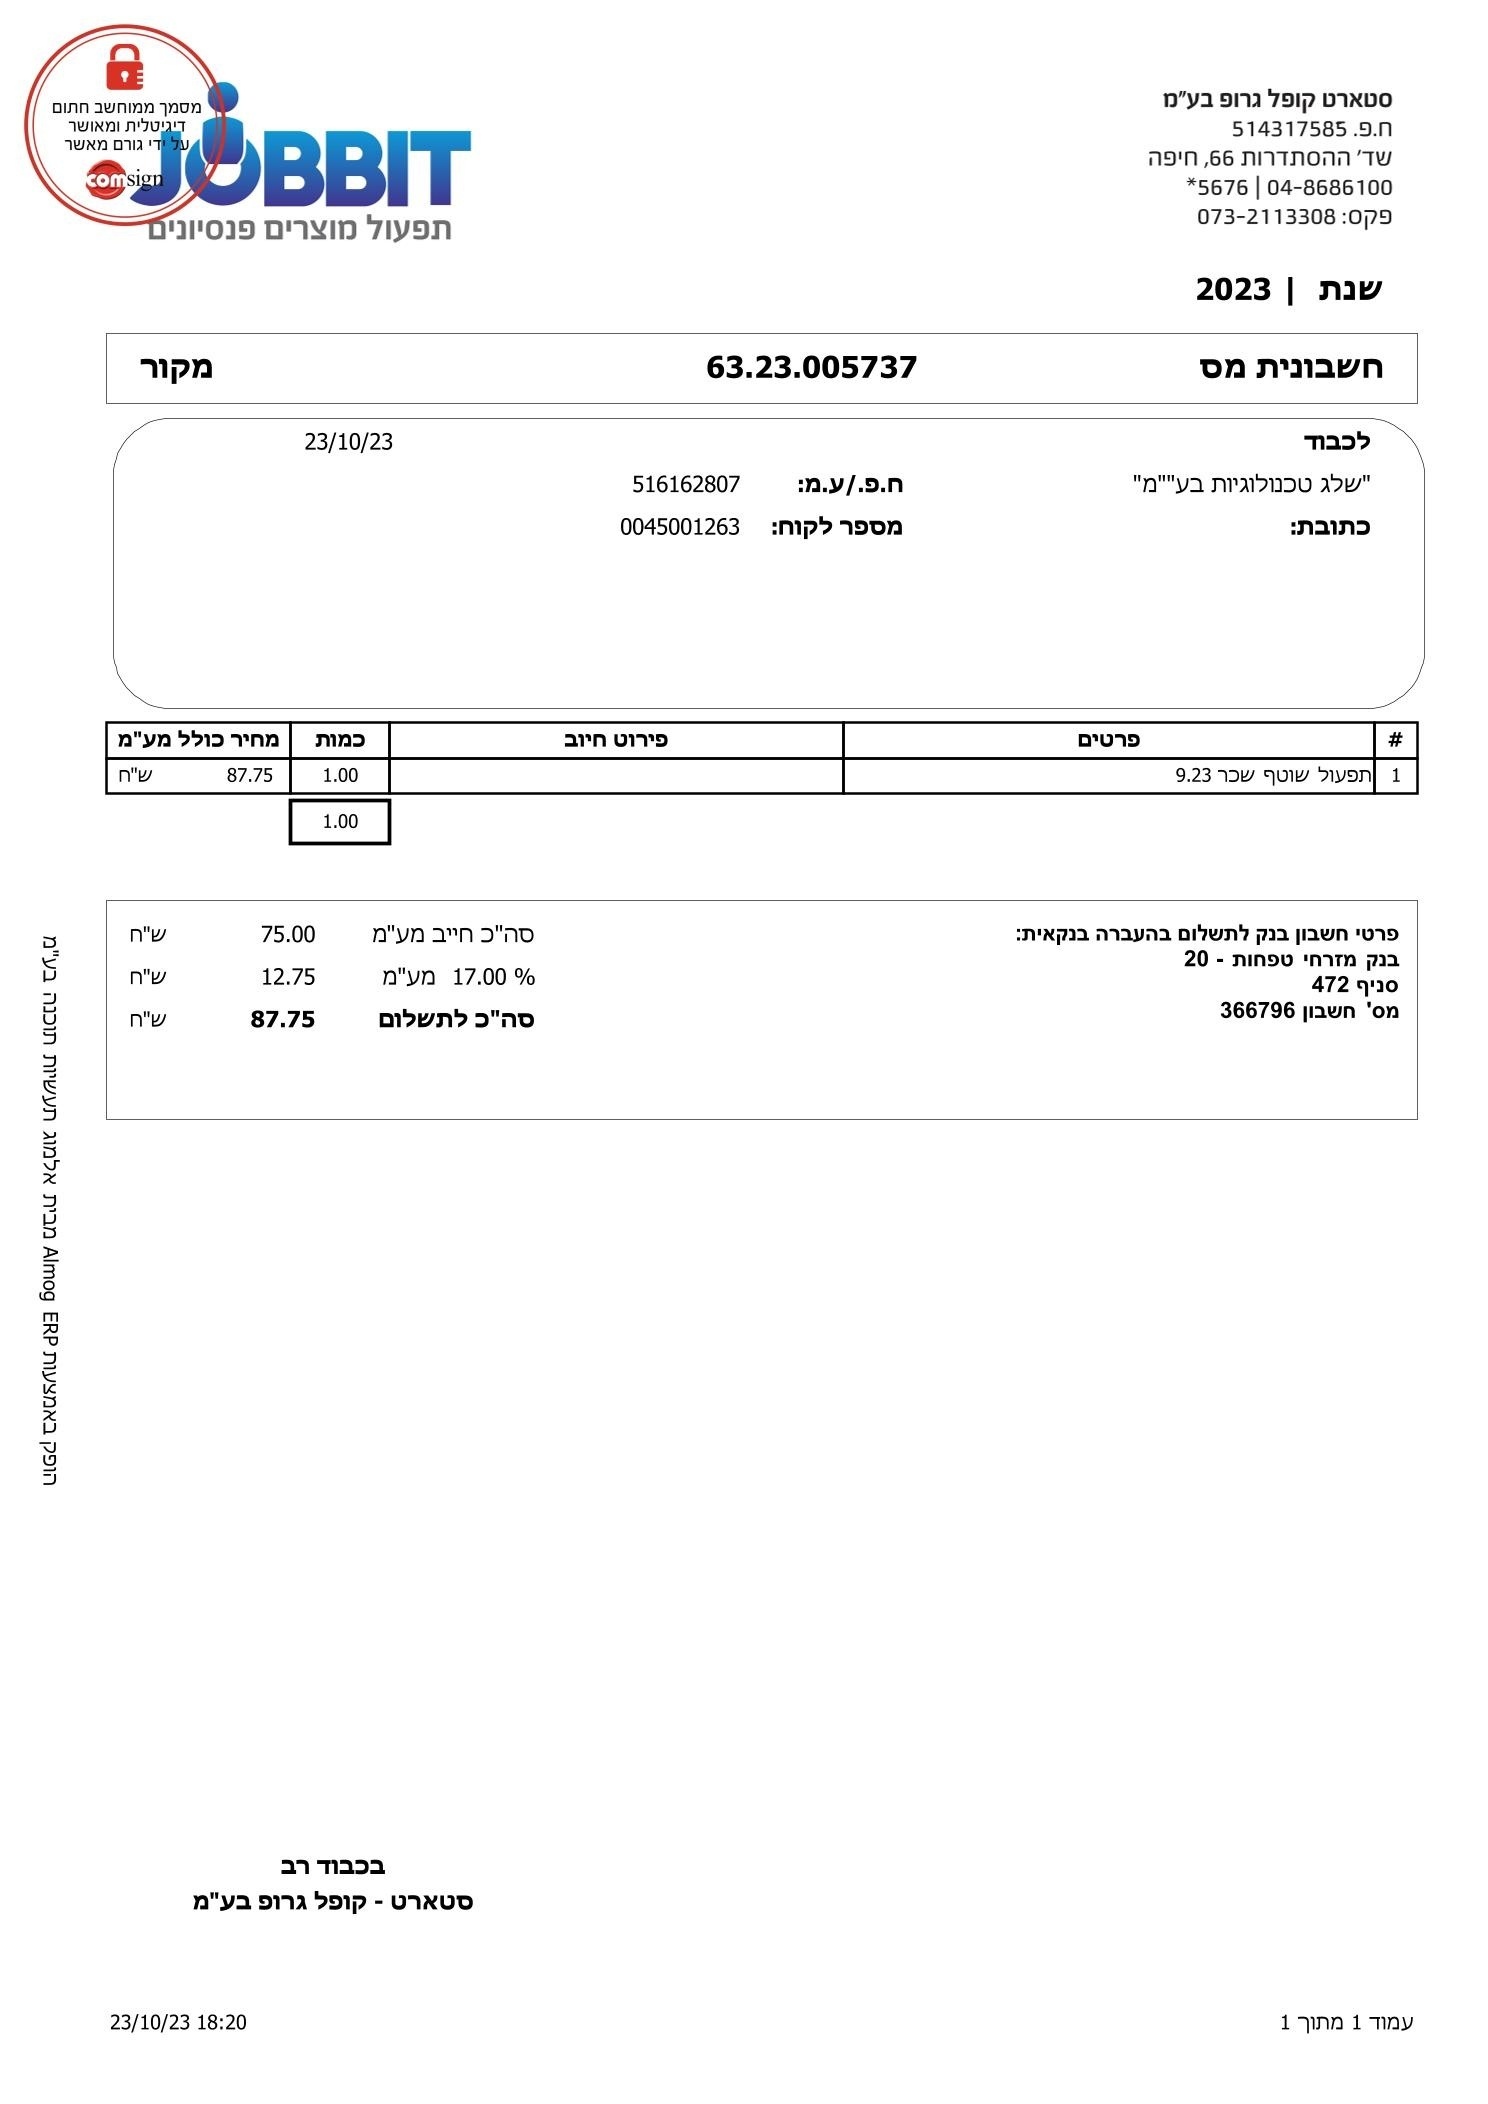 מסמך ממוחשב חתום
דיגיטלית ומאושר
על ידי גורם מאשר
comsign
JOBBIT
תפעול מוצרים פנסיונים
סטארט קופל גרופ בע"מ
ח.פ. 514317585
שד' ההסתדרות 66, חיפה
04-8686100 | 5676*
פקס: 073-2113308
שנת | 2023
חשבונית מס 63.23.005737 מקור
לכבוד 23/10/23
"שלג טכנולוגיות בע""מ" ח.פ./ע.מ: 516162807
כתובת: מספר לקוח: 0045001263
# פרטים פירוט חיוב כמות מחיר כולל מע"מ
1 תפעול שוטף שכר 9.23 1.00 87.75 ש"ח
1.00
פרטי חשבון בנק לתשלום בהעברה בנקאית:
בנק מזרחי טפחות - 20
סניף 472
מס' חשבון 366796
סה"כ חייב מע"מ 75.00 ש"ח
% 17.00 מע"מ 12.75 ש"ח
סה"כ לתשלום 87.75 ש"ח
הופק באמצעות Almog ERP מבית אלמוג תעשיות תוכנה בע"מ
בכבוד רב
סטארט - קופל גרופ בע"מ
עמוד 1 מתוך 1 23/10/23 18:20